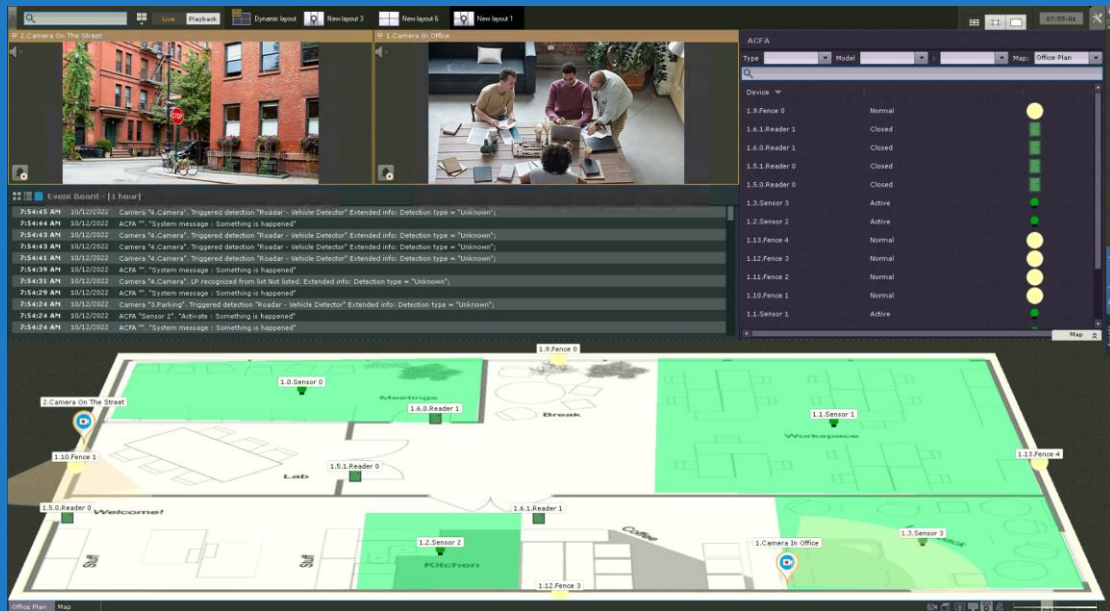 Live Playback Dynamic layout New layout 3 New layout 6 New layout 1 07:55:01
2.Camera On The Street
STOP
1.Camera In Office
ACFA
Type Model : Map: Office Plan
Device
1.9.Fence 0 Normal
1.6.1.Reader 1 Closed
1.6.0.Reader 1 Closed
1.5.1.Reader 0 Closed
1.5.0.Reader 0 Closed
1.3.Sensor 3 Active
1.2.Sensor 2 Active
1.13.Fence 4 Normal
1.12.Fence 3 Normal
1.11.Fence 2 Normal
1.10.Fence 1 Normal
1.1.Sensor 1 Active
Map
Event Board - [1 hour]
7:54:45 AM 10/12/2022 Camera "4.Camera". Triggered detection "Roadar - Vehicle Detector" Extended info: Detection type = "Unknown";
7:54:44 AM 10/12/2022 ACFA "". "System message : Something is happened"
7:54:43 AM 10/12/2022 Camera "4.Camera". Triggered detection "Roadar - Vehicle Detector" Extended info: Detection type = "Unknown";
7:54:43 AM 10/12/2022 Camera "4.Camera". Triggered detection "Roadar - Vehicle Detector" Extended info: Detection type = "Unknown";
7:54:41 AM 10/12/2022 Camera "4.Camera". Triggered detection "Roadar - Vehicle Detector" Extended info: Detection type = "Unknown";
7:54:39 AM 10/12/2022 ACFA "". "System message : Something is happened"
7:54:31 AM 10/12/2022 Camera "4.Camera". LP recognized from list Not listed. Extended info: Detection type = "Unknown";
7:54:29 AM 10/12/2022 ACFA "". "System message : Something is happened"
7:54:24 AM 10/12/2022 Camera "3.Parking". Triggered detection "Roadar - Vehicle Detector" Extended info: Detection type = "Unknown";
7:54:24 AM 10/12/2022 ACFA "Sensor 2". "Activate : Something is happened"
7:54:24 AM 10/12/2022 ACFA "". "System message : Something is happened"
1.9.Fence 0
1.0.Sensor 0
Meetings
2.Camera On The Street
1.6.0.Reader 1
Break
1.1.Sensor 1
Workspace
1.10.Fence 1
1.13.Fence 4
1.5.1.Reader 0
Lab
1.5.0.Reader 0
Welcome!
1.6.1.Reader 1
Coffee
1.3.Sensor 3
1.2.Sensor 2
1.Camera In Office
Staff
Staff
Kitchen
1.12.Fence 3
Office Plan Map